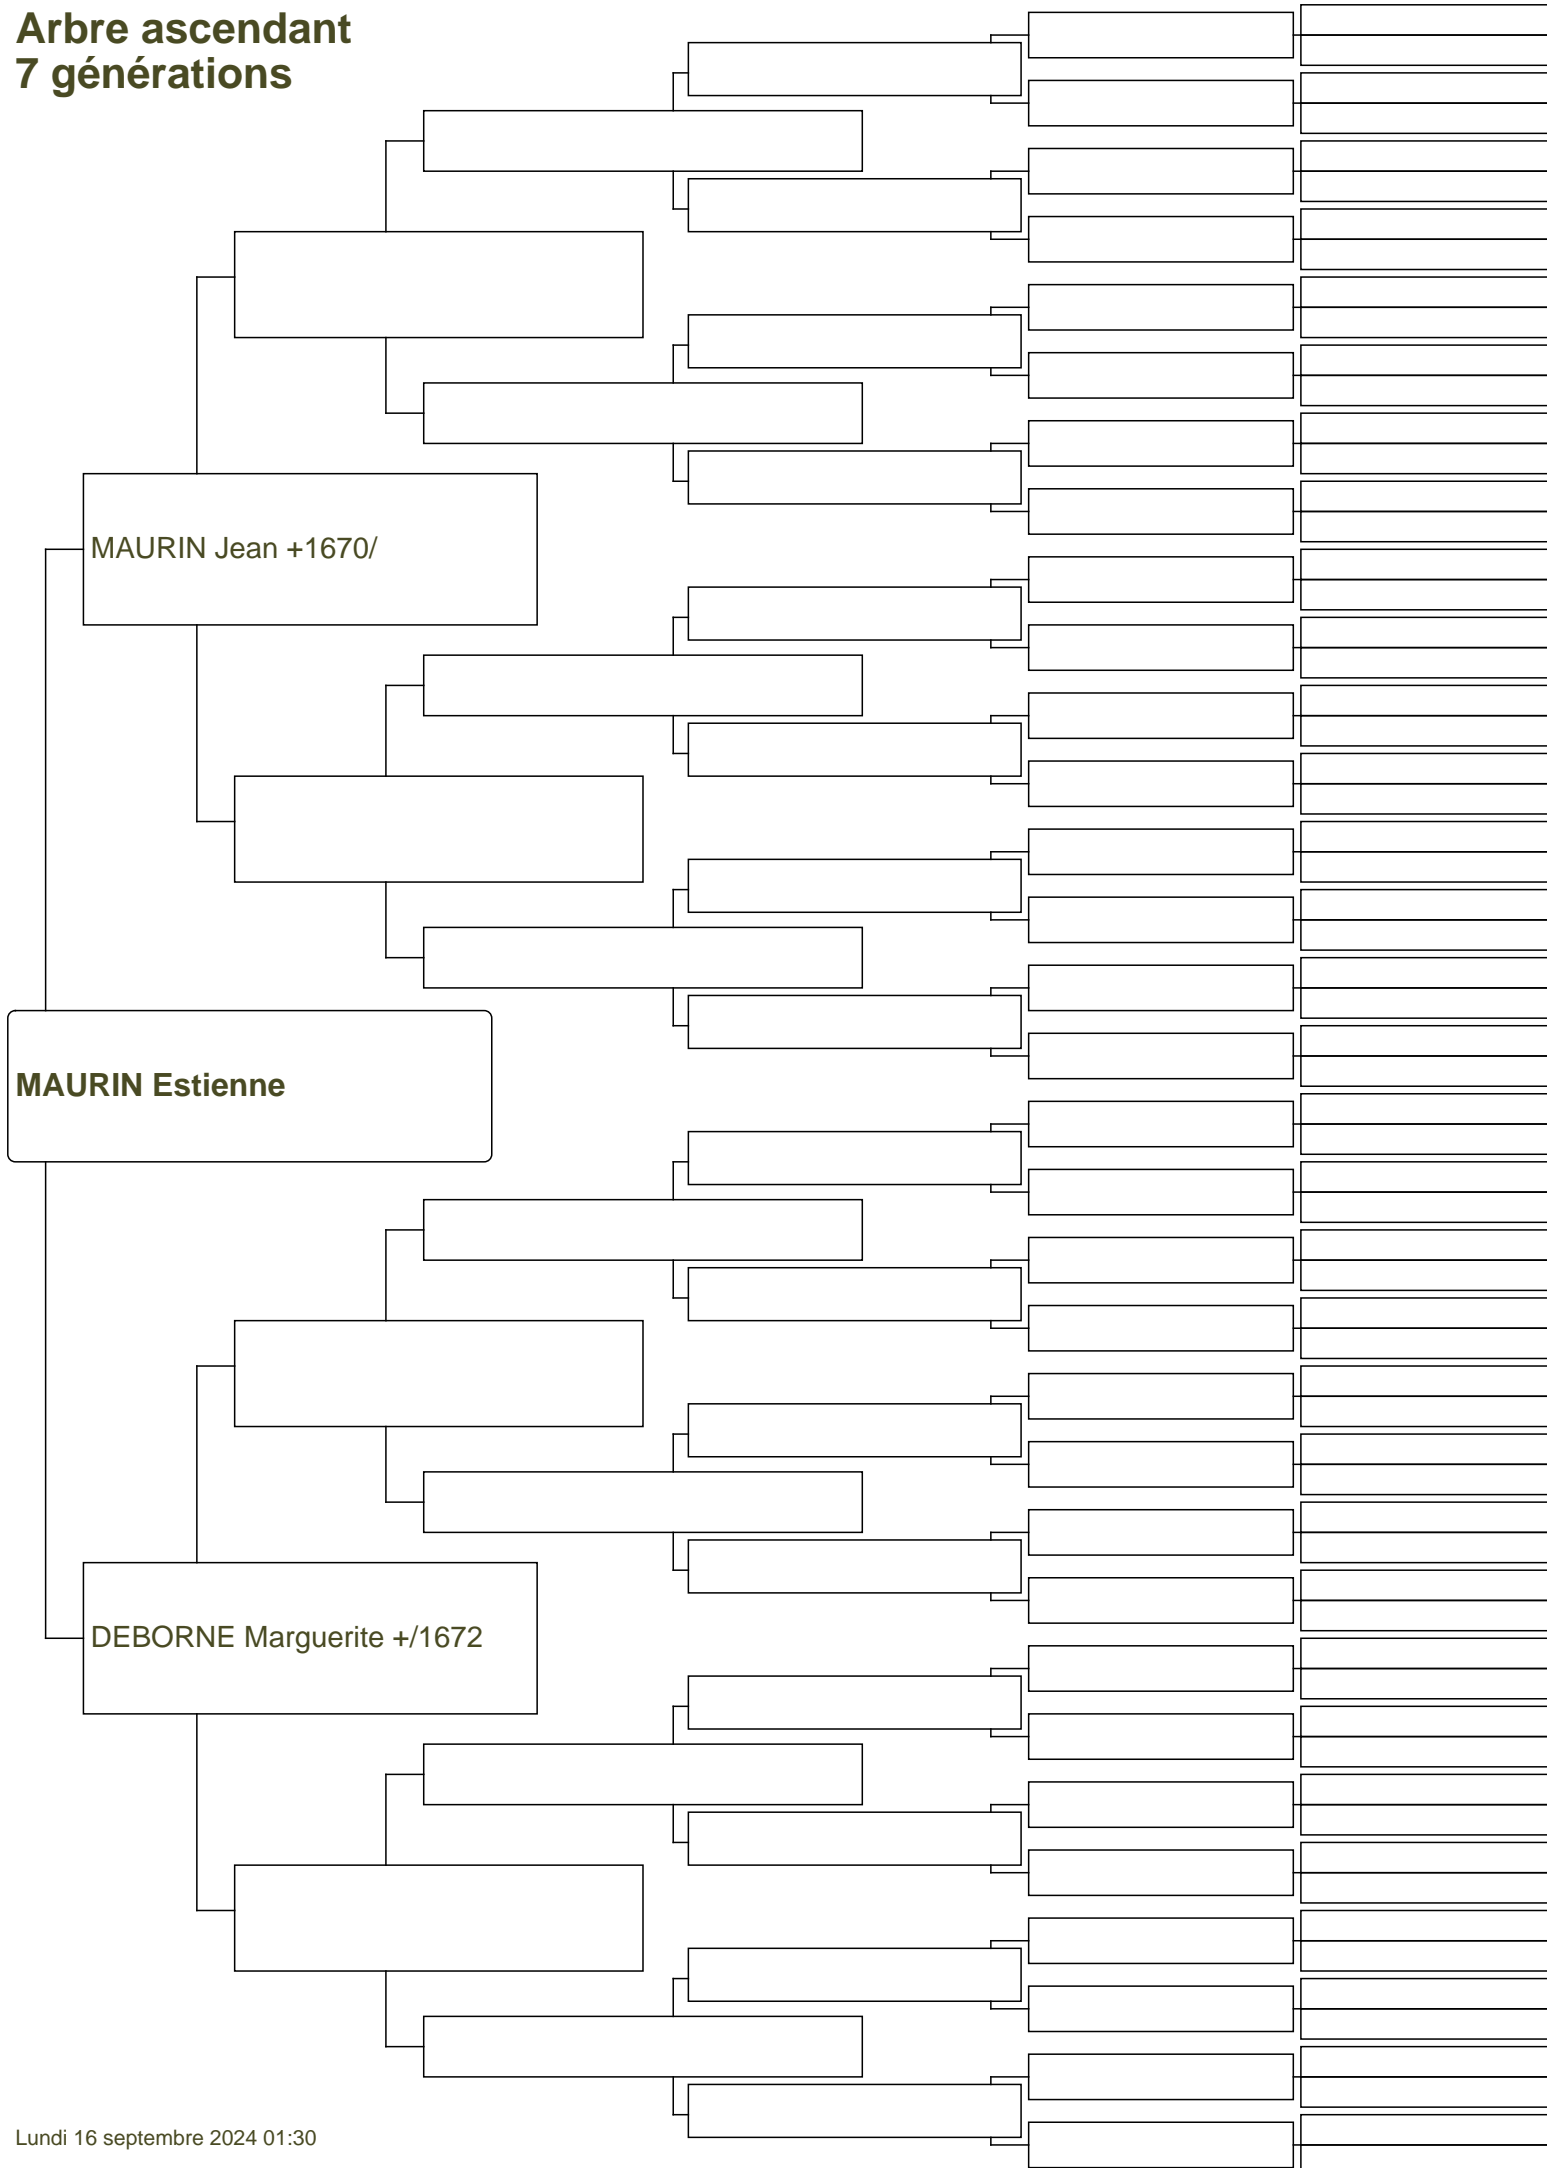 Arbre ascendant
7 générations
MAURIN Jean +1670/
MAURIN Estienne
DEBORNE Marguerite +/1672
Lundi 16 septembre 2024 01:30